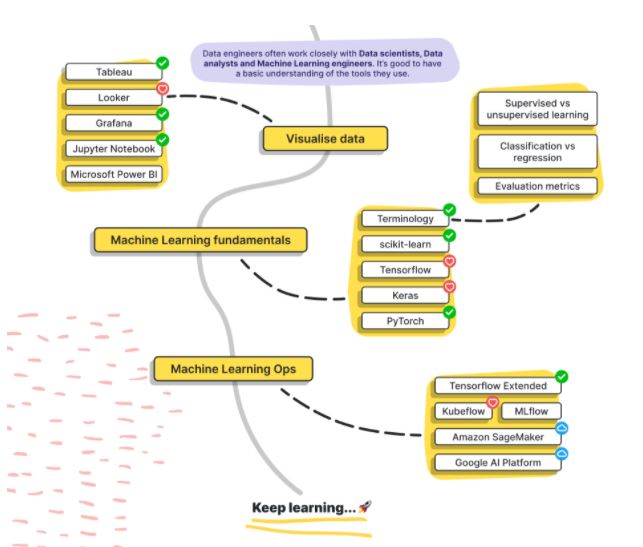 Data engineers often work closely with Data scientists, Data
analysts and Machine Learning engineers. It's good to have
a basic understanding of the tools they use.
Tableau
Looker
Grafana
Jupyter Notebook
Microsoft Power BI
Visualise data
Supervised vs
unsupervised learning
Classification vs
regression
Evaluation metrics
Machine Learning fundamentals
Terminology
scikit-learn
Tensorflow
Keras
PyTorch
Machine Learning Ops
Tensorflow Extended
Kubeflow
MLflow
Amazon SageMaker
Google AI Platform
Keep learning...🚀